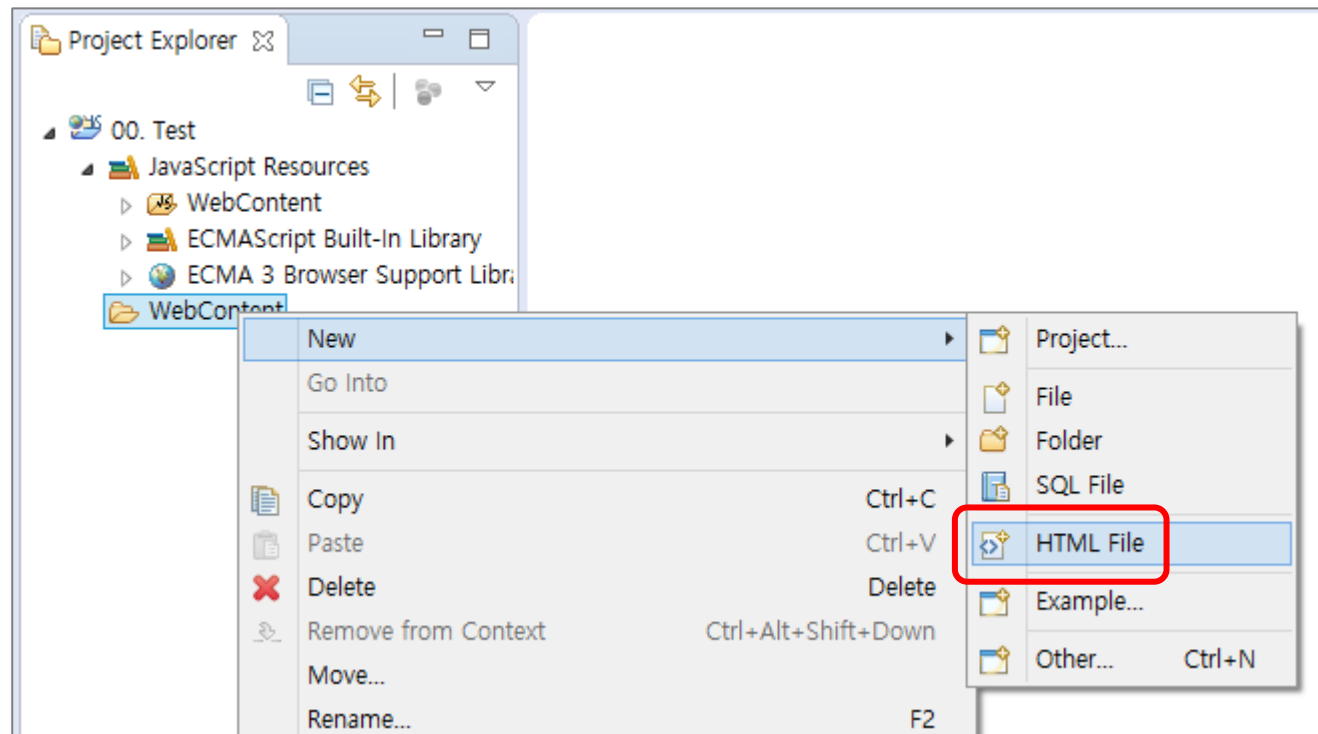 Project Explorer
00. Test
JavaScript Resources
WebContent
ECMAScript Built-In Library
ECMA 3 Browser Support Libra
WebContent
New
Go Into
Show In
Copy Ctrl+C
Paste Ctrl+V
Delete Delete
Remove from Context Ctrl+Alt+Shift+Down
Move...
Rename... F2
Project...
File
Folder
SQL File
HTML File
Example...
Other... Ctrl+N